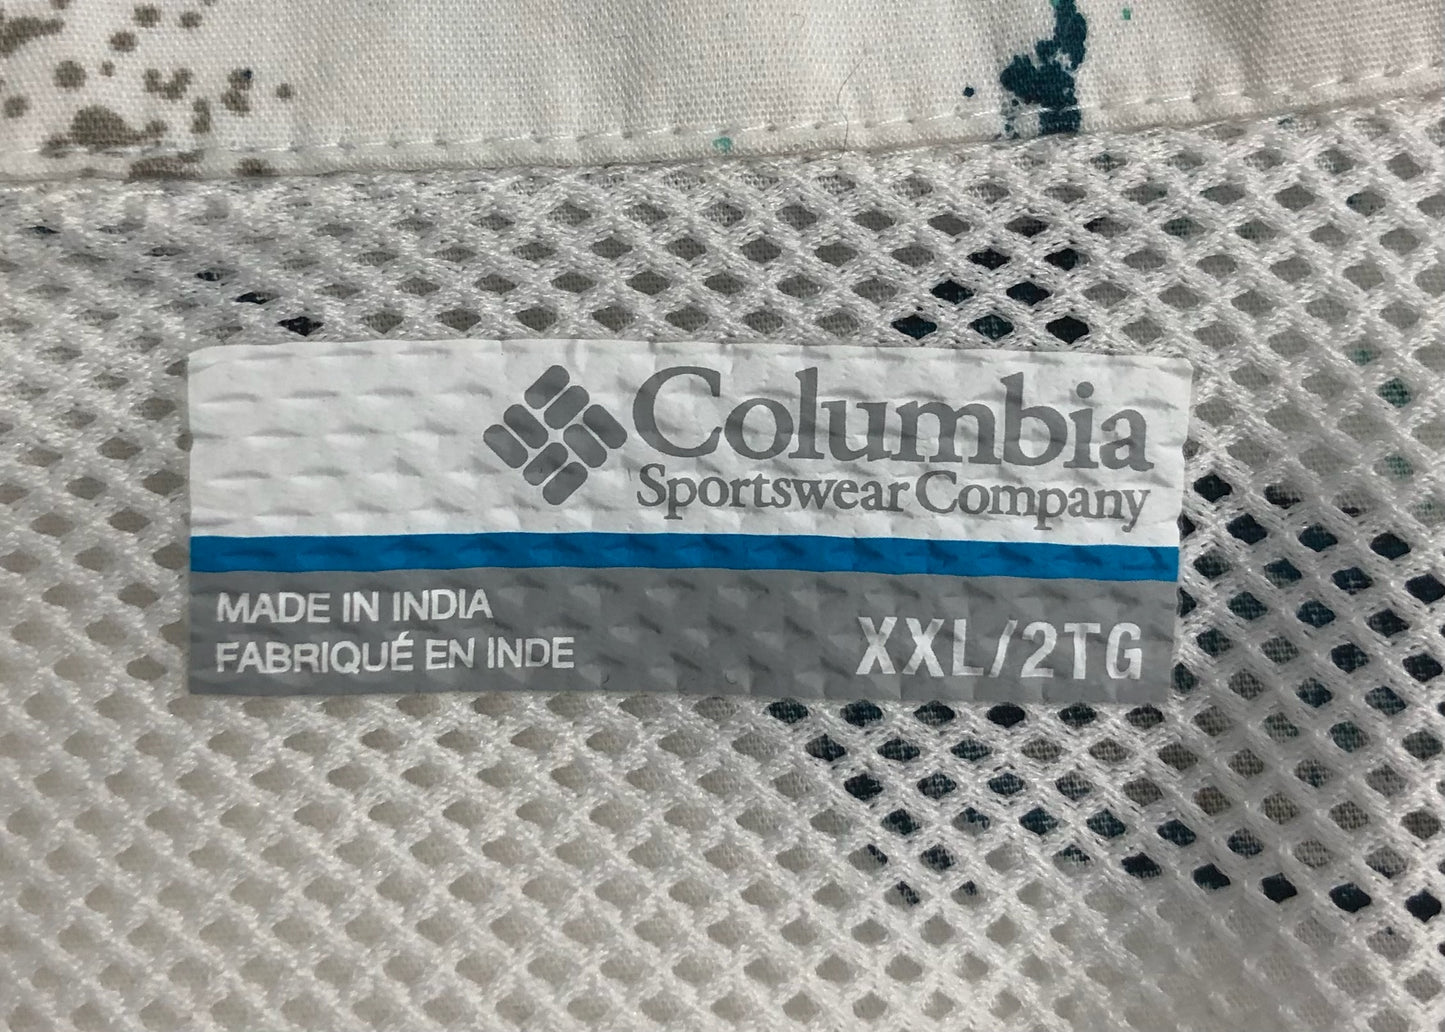 Columbia
Sportswear Company
MADE IN INDIA
FABRIQUÉ EN INDE
XXL/2TG